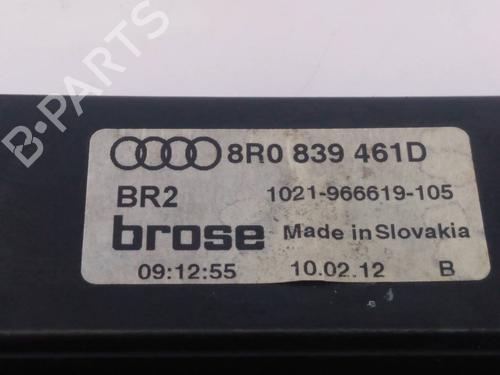 B-PARTS
8R0 839 461D
BR2 1021-966619-105
brose Made in Slovakia
09:12:55 10.02.12 B